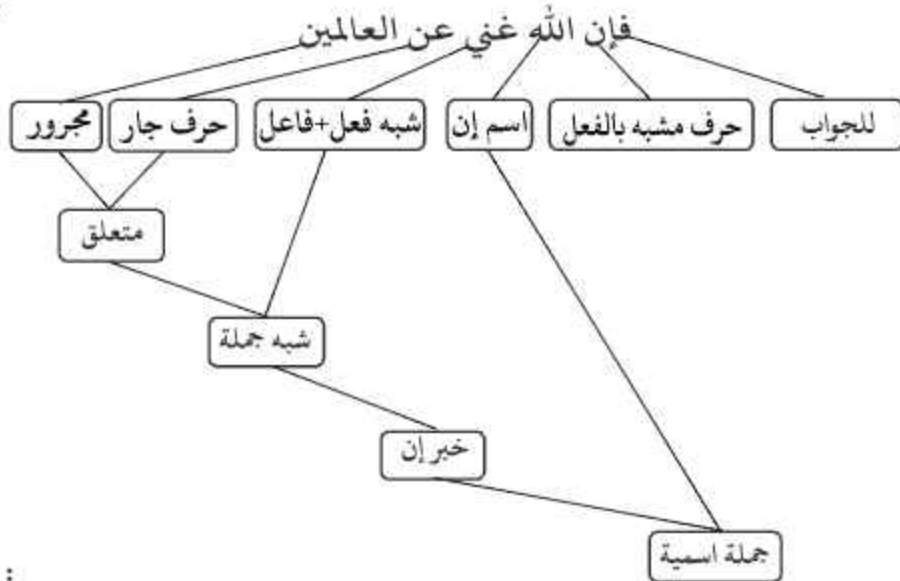 فإن الله غني عن العالمين
للجواب
حرف مشبه بالفعل
اسم إن
شبه فعل+فاعل
حرف جار
مجرور
متعلق
شبه جملة
خبر إن
جملة اسمية
: